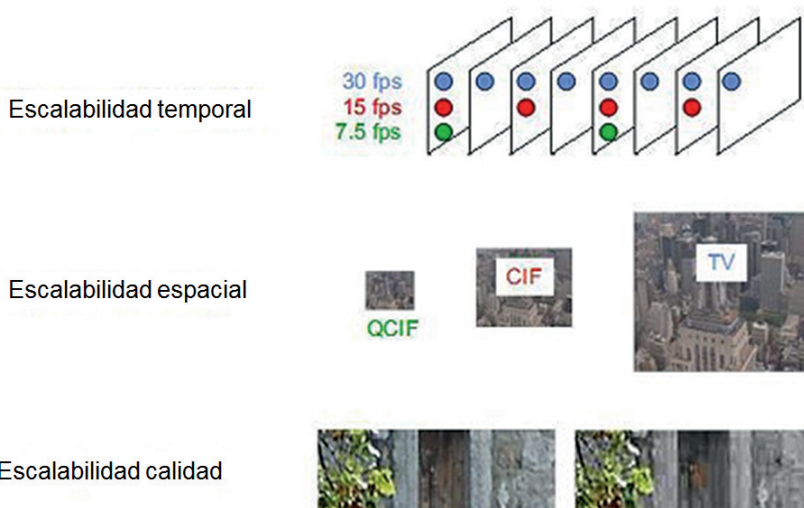 30 fps
Escalabilidad temporal
15 fps
7.5 fps
Escalabilidad espacial
QCIF
CIF
TV
Escalabilidad calidad